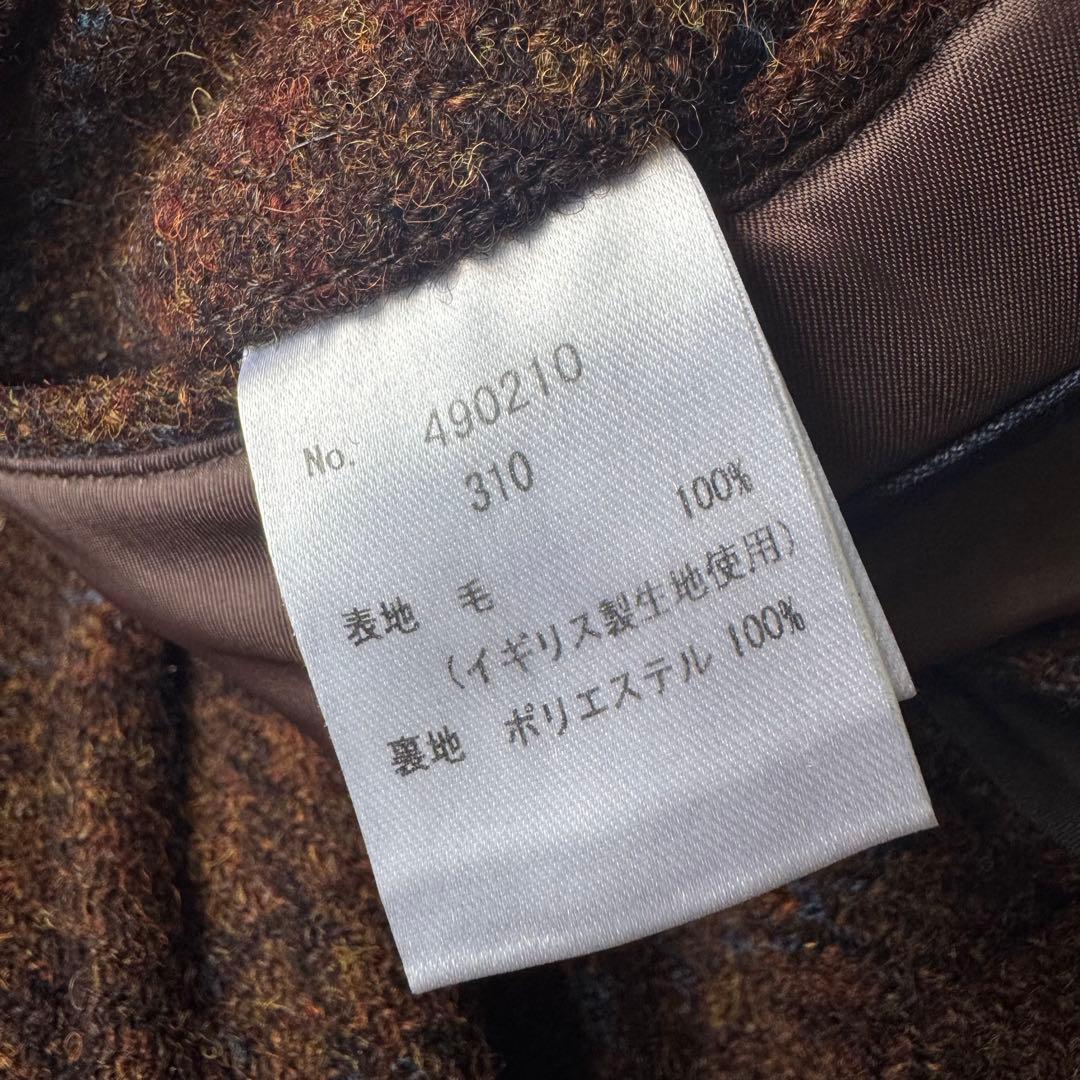 No. 490210
310
表地 毛 100%
(イギリス製生地使用)
裏地 ポリエステル 100%